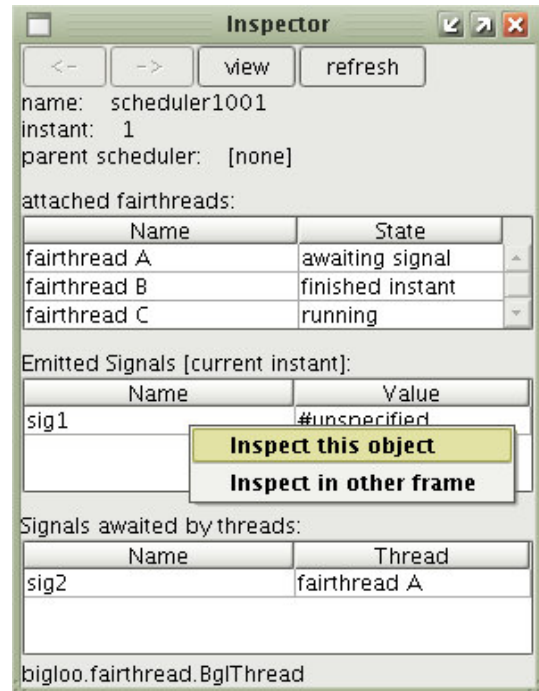 Inspector
<- -> view refresh
name: scheduler1001
instant: 1
parent scheduler: [none]
attached fairthreads:
Name State
fairthread A awaiting signal
fairthread B finished instant
fairthread C running
Emitted Signals [current instant]:
Name Value
sig1 #unspecified
Inspect this object
Inspect in other frame
Signals awaited by threads:
Name Thread
sig2 fairthread A
bigloo.fairthread.BglThread